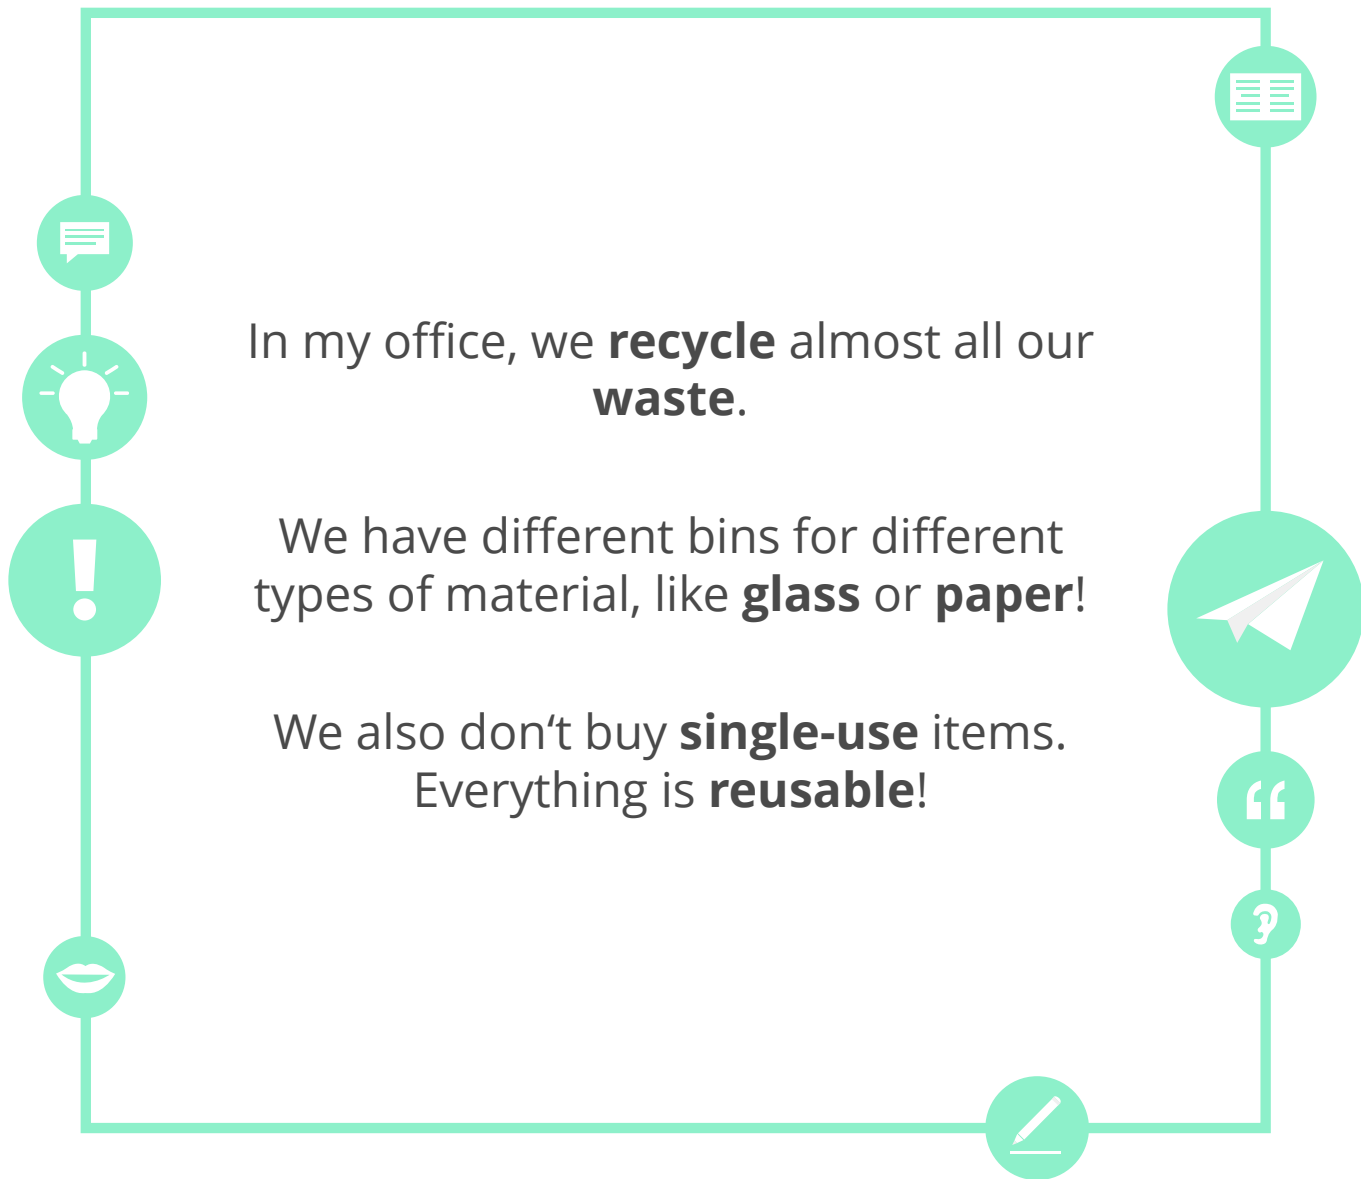 In my office, we recycle almost all our
waste.
We have different bins for different
types of material, like glass or paper!
We also don‘t buy single-use items.
Everything is reusable!